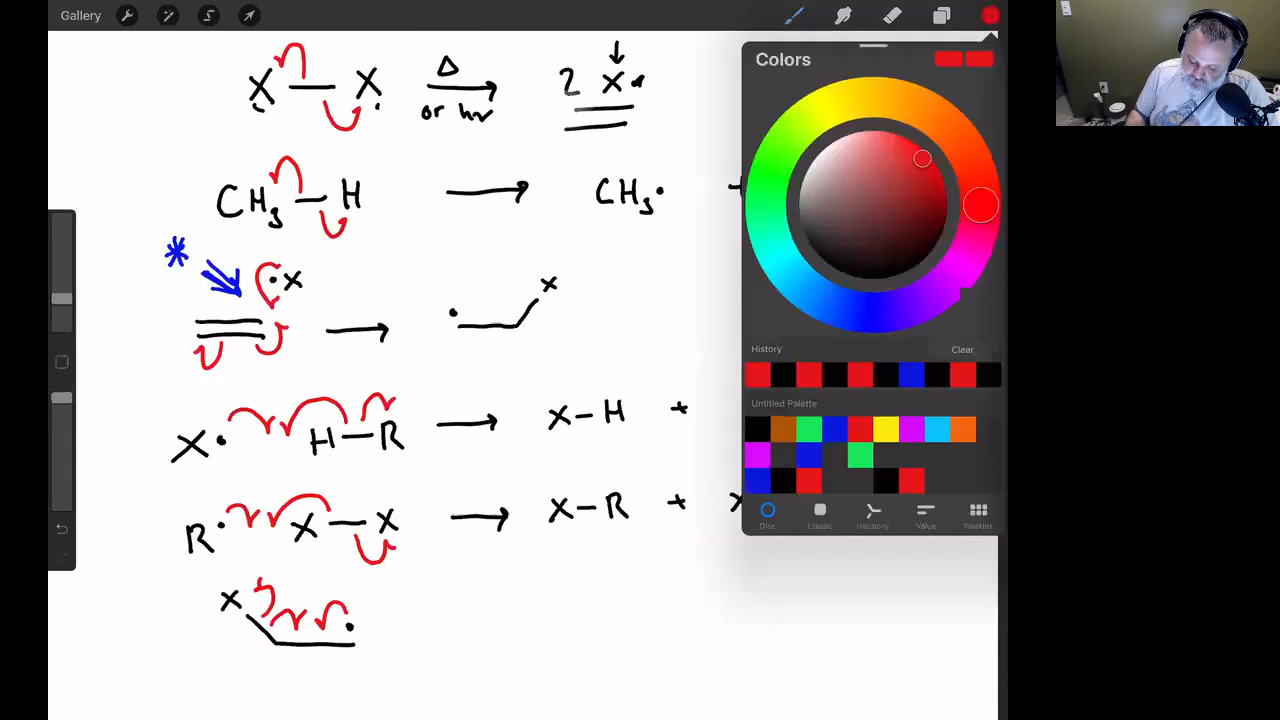 Gallery
X — X Δ or hν → 2 X•
Colors
CH₃ — H → CH₃• +
* •X
→ • X
History Clear
Untitled Palette
X• H — R → X — H +
Disc Classic Harmony Value Palettes
R• X — X → X — R + X
X •